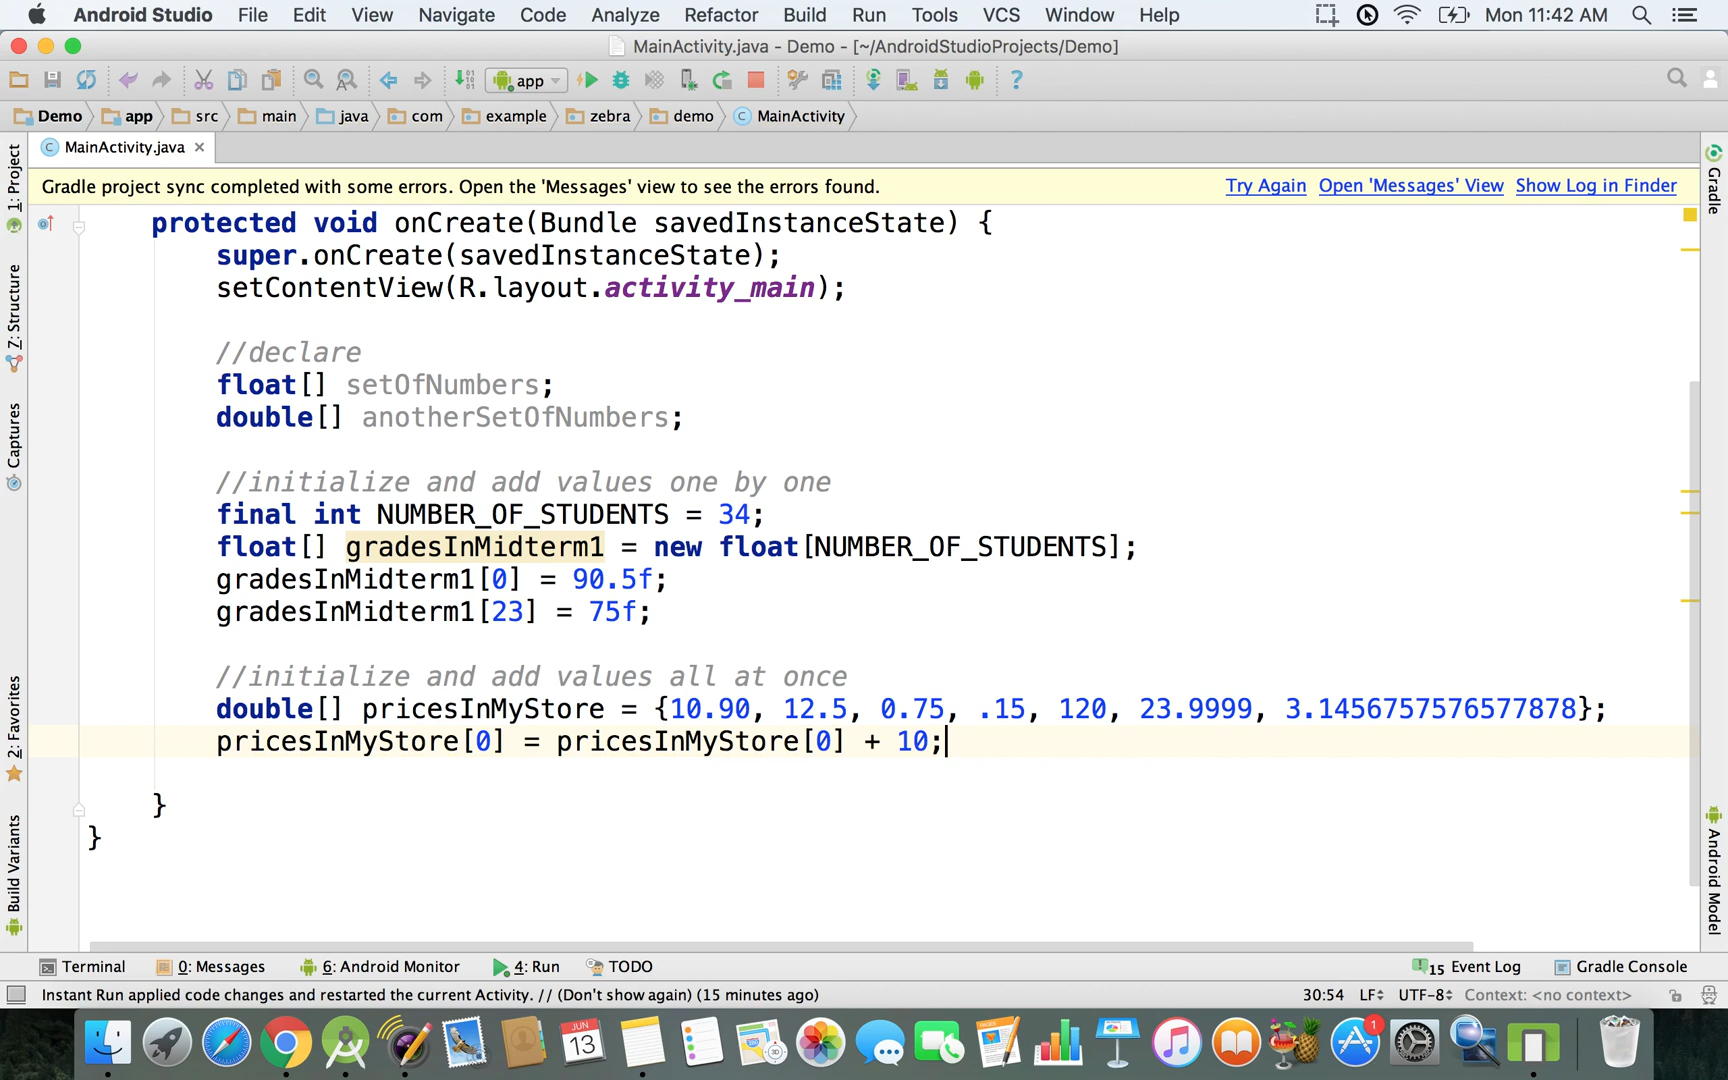 Android Studio File Edit View Navigate Code Analyze Refactor Build Run Tools VCS Window Help Mon 11:42 AM
MainActivity.java - Demo - [~/AndroidStudioProjects/Demo]
app
Demo app src main java com example zebra demo MainActivity
MainActivity.java
Gradle project sync completed with some errors. Open the 'Messages' view to see the errors found. Try Again Open 'Messages' View Show Log in Finder
1: Project
Z: Structure
Captures
2: Favorites
Build Variants
protected void onCreate(Bundle savedInstanceState) {
super.onCreate(savedInstanceState);
setContentView(R.layout.activity_main);
//declare
float[] setOfNumbers;
double[] anotherSetOfNumbers;
//initialize and add values one by one
final int NUMBER_OF_STUDENTS = 34;
float[] gradesInMidterm1 = new float[NUMBER_OF_STUDENTS];
gradesInMidterm1[0] = 90.5f;
gradesInMidterm1[23] = 75f;
//initialize and add values all at once
double[] pricesInMyStore = {10.90, 12.5, 0.75, .15, 120, 23.9999, 3.1456757576577878};
pricesInMyStore[0] = pricesInMyStore[0] + 10;
}
}
Gradle
Android Model
Terminal 0: Messages 6: Android Monitor 4: Run TODO 15 Event Log Gradle Console
Instant Run applied code changes and restarted the current Activity. // (Don't show again) (15 minutes ago) 30:54 LF UTF-8 Context: <no context>
JUN
13
1